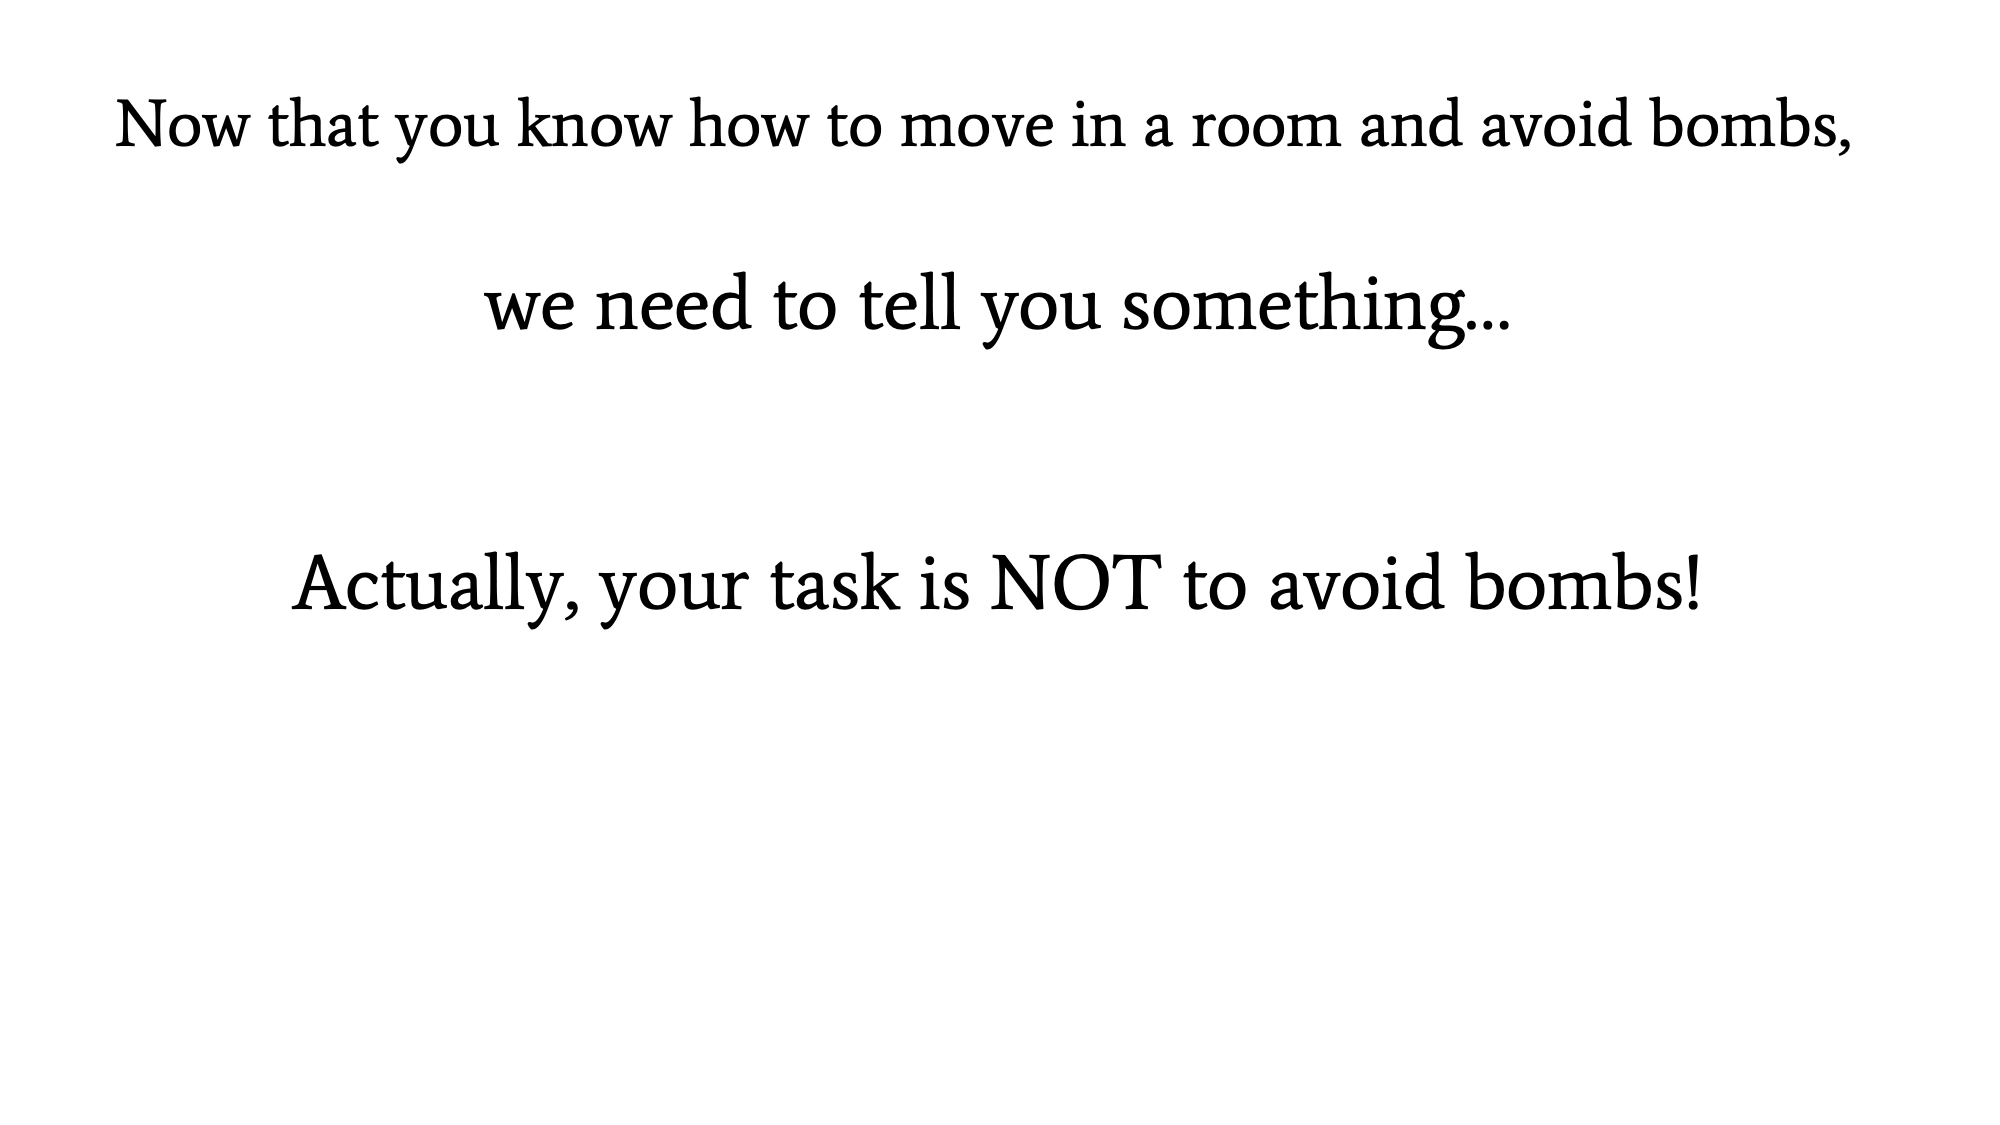 Now that you know how to move in a room and avoid bombs,
we need to tell you something...
Actually, your task is NOT to avoid bombs!